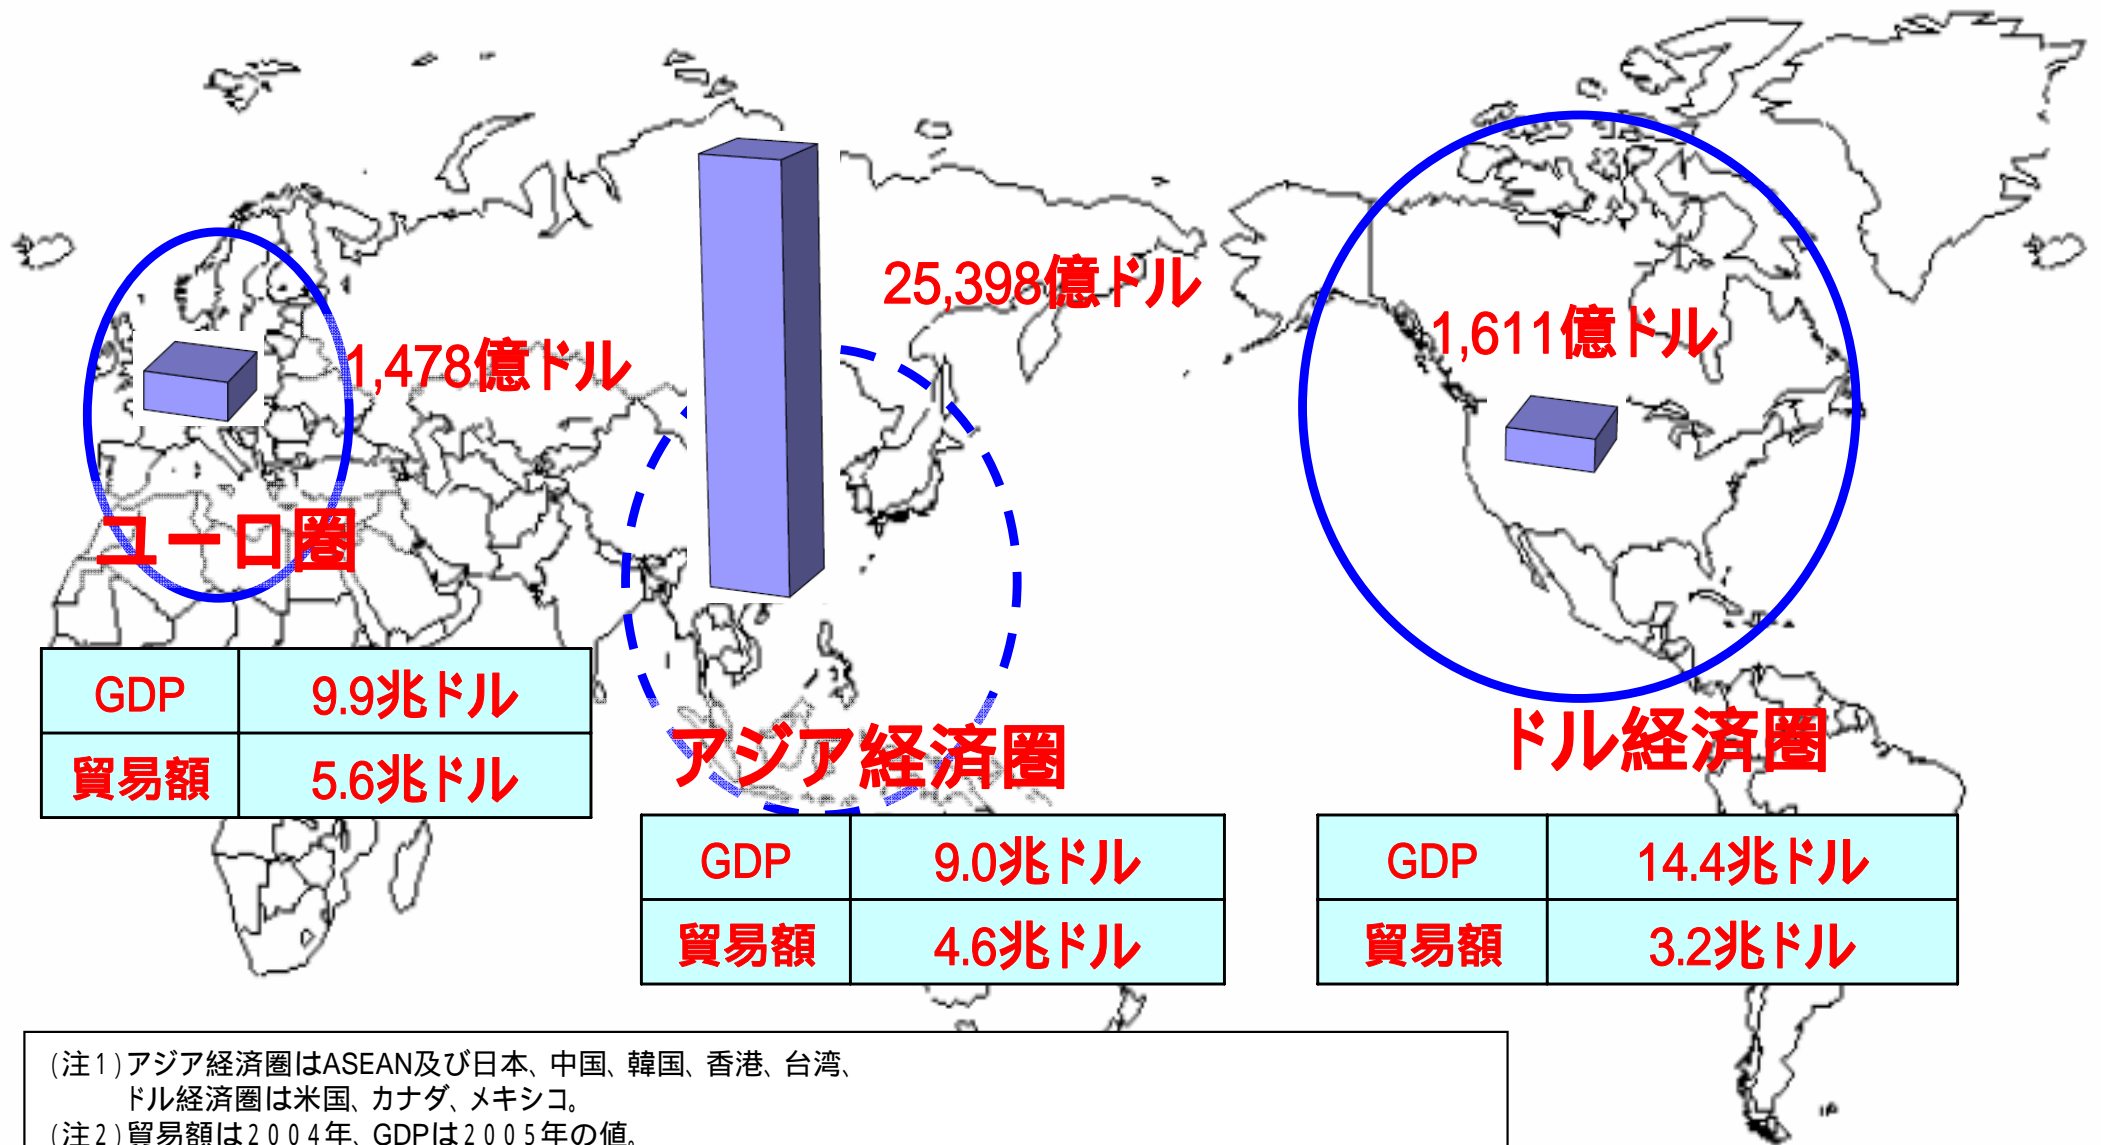 25,398億ドル
1,611億ドル
1,478億ドル
ユーロ圏
GDP 9.9兆ドル
貿易額 5.6兆ドル
アジア経済圏
GDP 9.0兆ドル
貿易額 4.6兆ドル
ドル経済圏
GDP 14.4兆ドル
貿易額 3.2兆ドル
(注1)アジア経済圏はASEAN及び日本、中国、韓国、香港、台湾、
ドル経済圏は米国、カナダ、メキシコ。
(注2)貿易額は2004年、GDPは2005年の値。